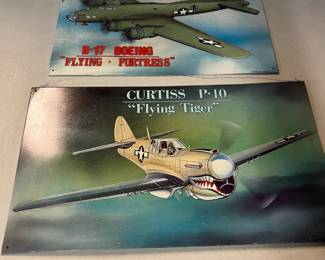 B-17 BOEING
"FLYING · FORTRESS"
CURTISS P-40
"Flying Tiger"